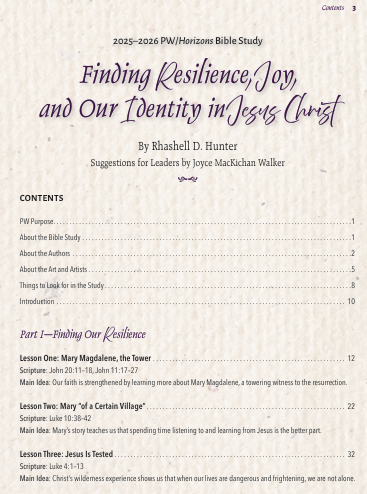 Contents 3
2025–2026 PW/Horizons Bible Study
Finding Resilience, Joy,
and Our Identity in Jesus Christ
By Rhashell D. Hunter
Suggestions for Leaders by Joyce MacKichan Walker
CONTENTS
PW Purpose 1
About the Bible Study 1
About the Authors 2
About the Art and Artists 5
Things to Look for in the Study 8
Introduction 10
Part I—Finding Our Resilience
Lesson One: Mary Magdalene, the Tower 12
Scripture: John 20:11–18, John 11:17–27
Main Idea: Our faith is strengthened by learning more about Mary Magdalene, a towering witness to the resurrection.
Lesson Two: Mary "of a Certain Village" 22
Scripture: Luke 10:38–42
Main Idea: Mary's story teaches us that spending time listening to and learning from Jesus is the better part.
Lesson Three: Jesus Is Tested 32
Scripture: Luke 4:1–13
Main Idea: Christ's wilderness experience shows us that when our lives are dangerous and frightening, we are not alone.